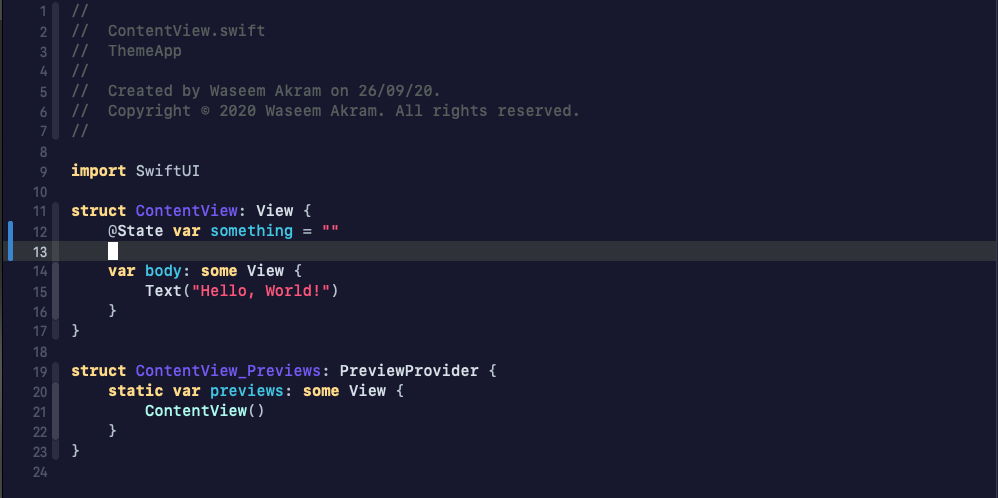 1 //
2 //  ContentView.swift
3 //  ThemeApp
4 //
5 //  Created by Waseem Akram on 26/09/20.
6 //  Copyright © 2020 Waseem Akram. All rights reserved.
7 //
8
9 import SwiftUI
10
11 struct ContentView: View {
12     @State var something = ""
13
14     var body: some View {
15         Text("Hello, World!")
16     }
17 }
18
19 struct ContentView_Previews: PreviewProvider {
20     static var previews: some View {
21         ContentView()
22     }
23 }
24